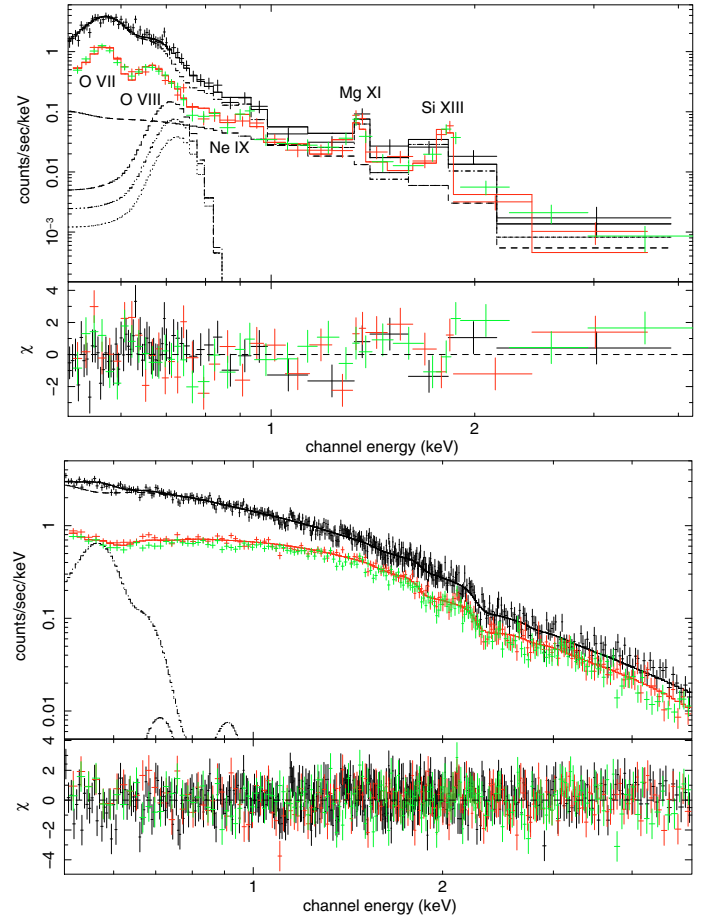 counts/sec/keV
1
0.1
0.01
10⁻³
O VII
O VIII
Ne IX
Mg XI
Si XIII
χ
4
2
0
−2
1
2
channel energy (keV)
counts/sec/keV
1
0.1
0.01
χ
4
2
0
−2
−4
1
2
channel energy (keV)